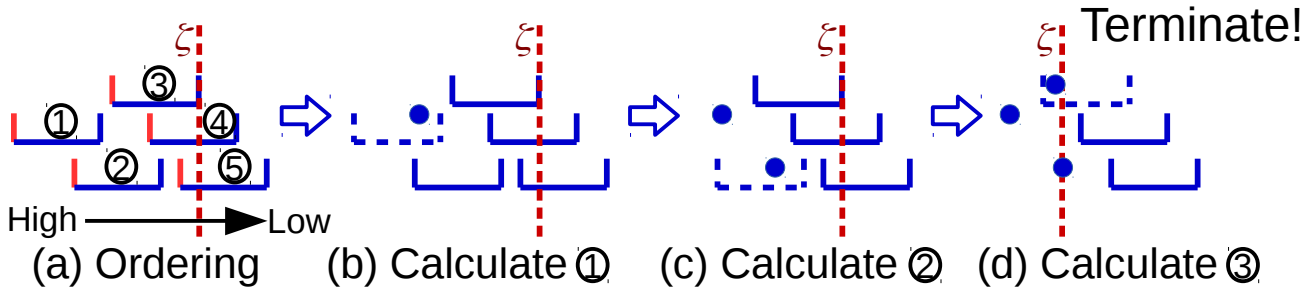 Terminate!
ζ ζ ζ ζ
③
① ④
② ⑤
High Low
(a) Ordering (b) Calculate ① (c) Calculate ② (d) Calculate ③